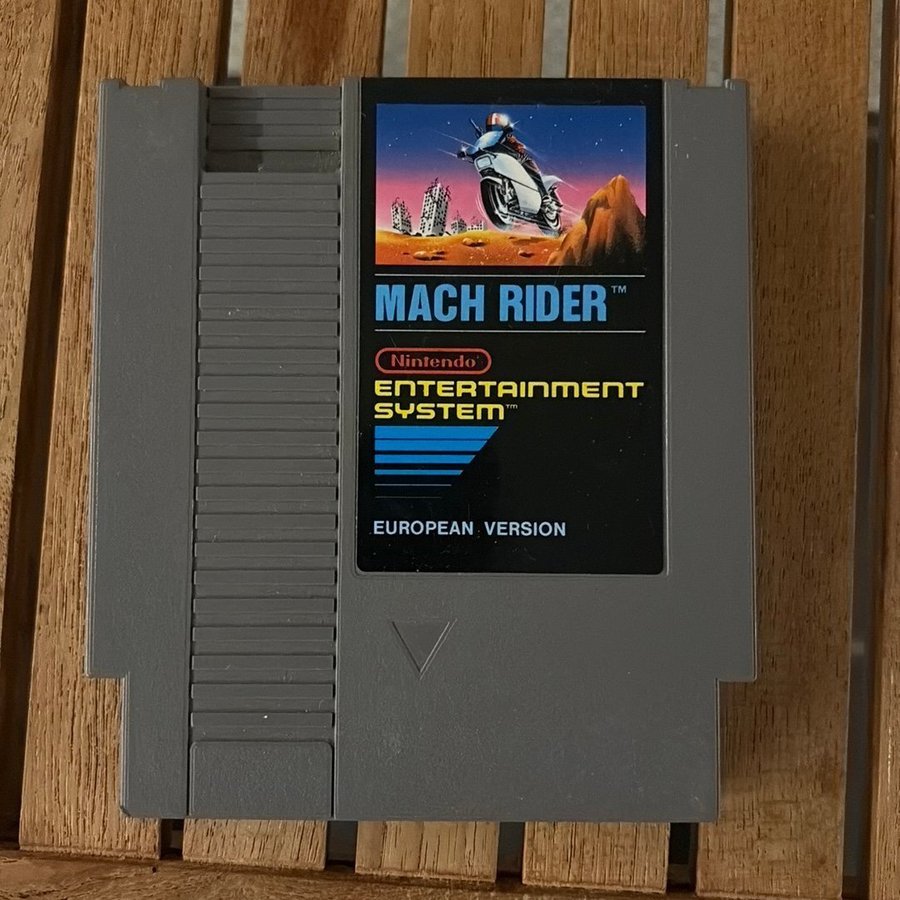 MACH RIDER™
Nintendo®
ENTERTAINMENT
SYSTEM™
EUROPEAN VERSION